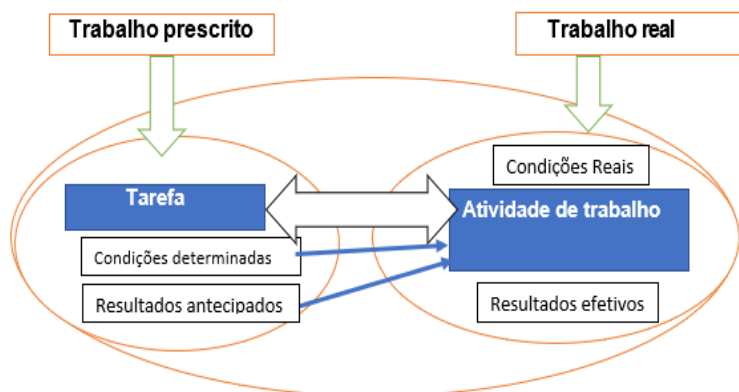 Trabalho prescrito
Trabalho real
Condições Reais
Tarefa
Atividade de trabalho
Condições determinadas
Resultados antecipados
Resultados efetivos